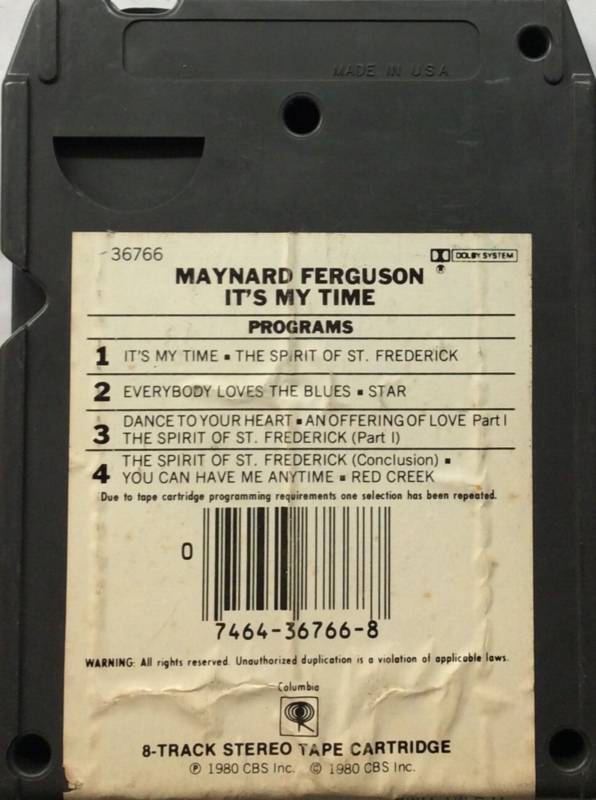 MADE IN U.S.A
36766
DOLBY SYSTEM
®
MAYNARD FERGUSON
IT'S MY TIME
PROGRAMS
1 IT'S MY TIME ▪ THE SPIRIT OF ST. FREDERICK
2 EVERYBODY LOVES THE BLUES ▪ STAR
3 DANCE TO YOUR HEART ▪ AN OFFERING OF LOVE Part I
THE SPIRIT OF ST. FREDERICK (Part I)
4 THE SPIRIT OF ST. FREDERICK (Conclusion) ▪
YOU CAN HAVE ME ANYTIME ▪ RED CREEK
Due to tape cartridge programming requirements one selection has been repeated.
0
7464-36766-8
WARNING: All rights reserved. Unauthorized duplication is a violation of applicable laws.
Columbia
8-TRACK STEREO TAPE CARTRIDGE
℗ 1980 CBS Inc. © 1980 CBS Inc.